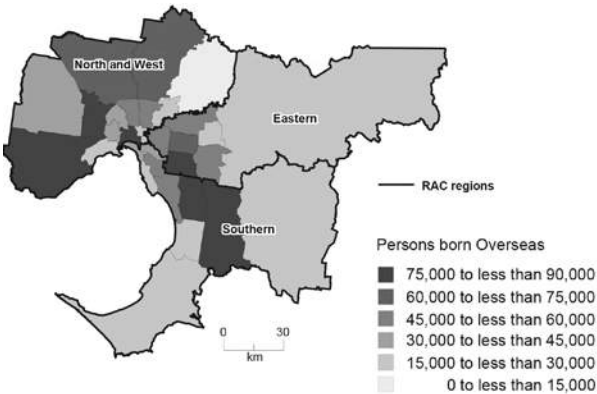 North and West
Eastern
RAC regions
Southern
Persons born Overseas
75,000 to less than 90,000
60,000 to less than 75,000
45,000 to less than 60,000
30,000 to less than 45,000
15,000 to less than 30,000
0 to less than 15,000
0 30
km